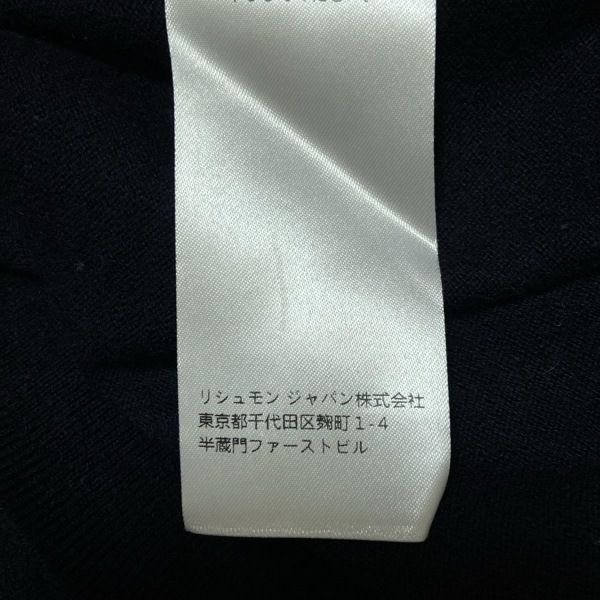 リシュモン ジャパン株式会社
東京都千代田区麹町1-4
半蔵門ファーストビル